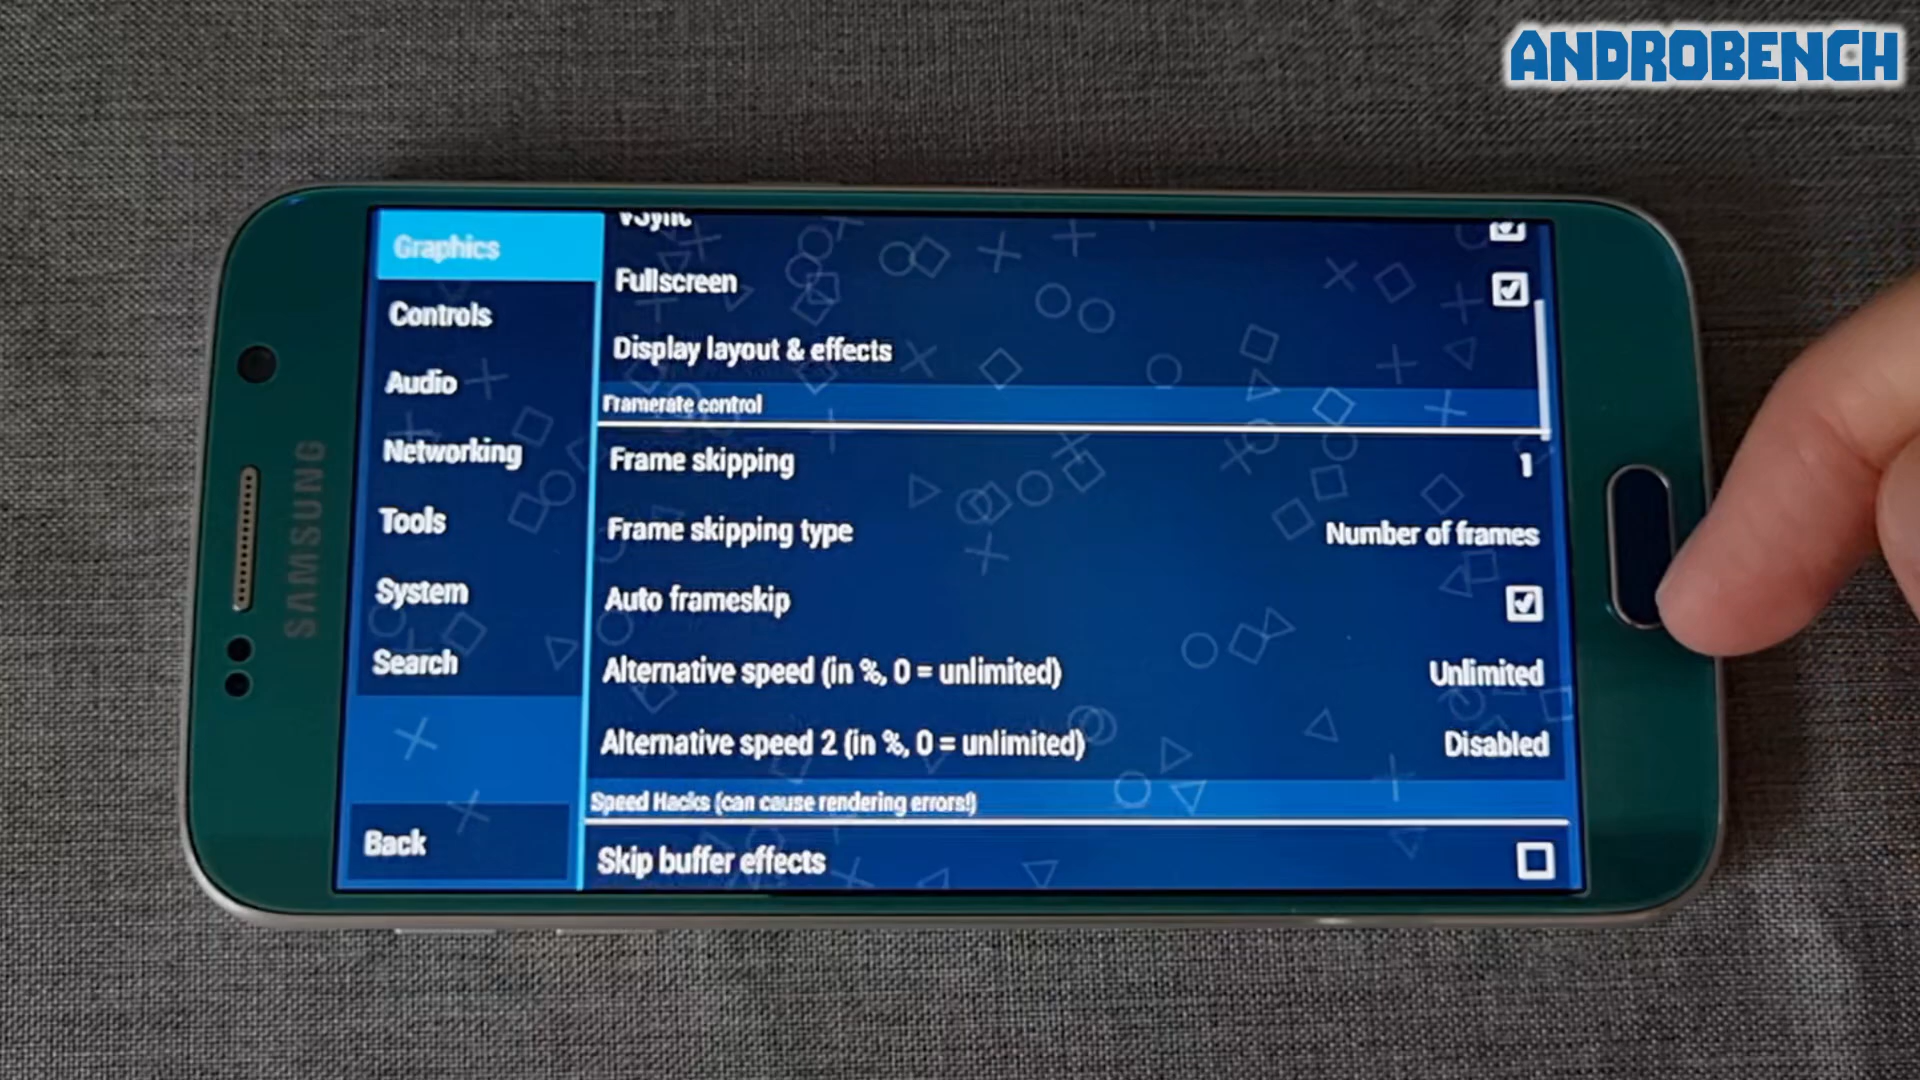 ANDROBENCH
SAMSUNG
Graphics
Controls
Audio
Networking
Tools
System
Search
Back
VSync
Fullscreen
Display layout & effects
Framerate control
Frame skipping 1
Frame skipping type Number of frames
Auto frameskip
Alternative speed (in %, 0 = unlimited) Unlimited
Alternative speed 2 (in %, 0 = unlimited) Disabled
Speed Hacks (can cause rendering errors!)
Skip buffer effects